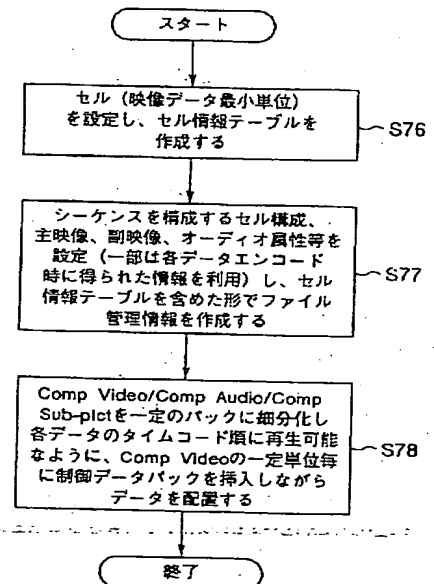 スタート
セル（映像データ最小単位）
を設定し、セル情報テーブルを
作成する
S76
シーケンスを構成するセル構成、
主映像、副映像、オーディオ属性等を
設定（一部は各データエンコード
時に得られた情報を利用）し、セル
情報テーブルを含めた形でファイル
管理情報を作成する
S77
Comp Video/Comp Audio/Comp
Sub-pictを一定のパックに細分化し
各データのタイムコード順に再生可能
なように、Comp Videoの一定単位毎
に制御データパックを挿入しながら
データを配置する
S78
終了